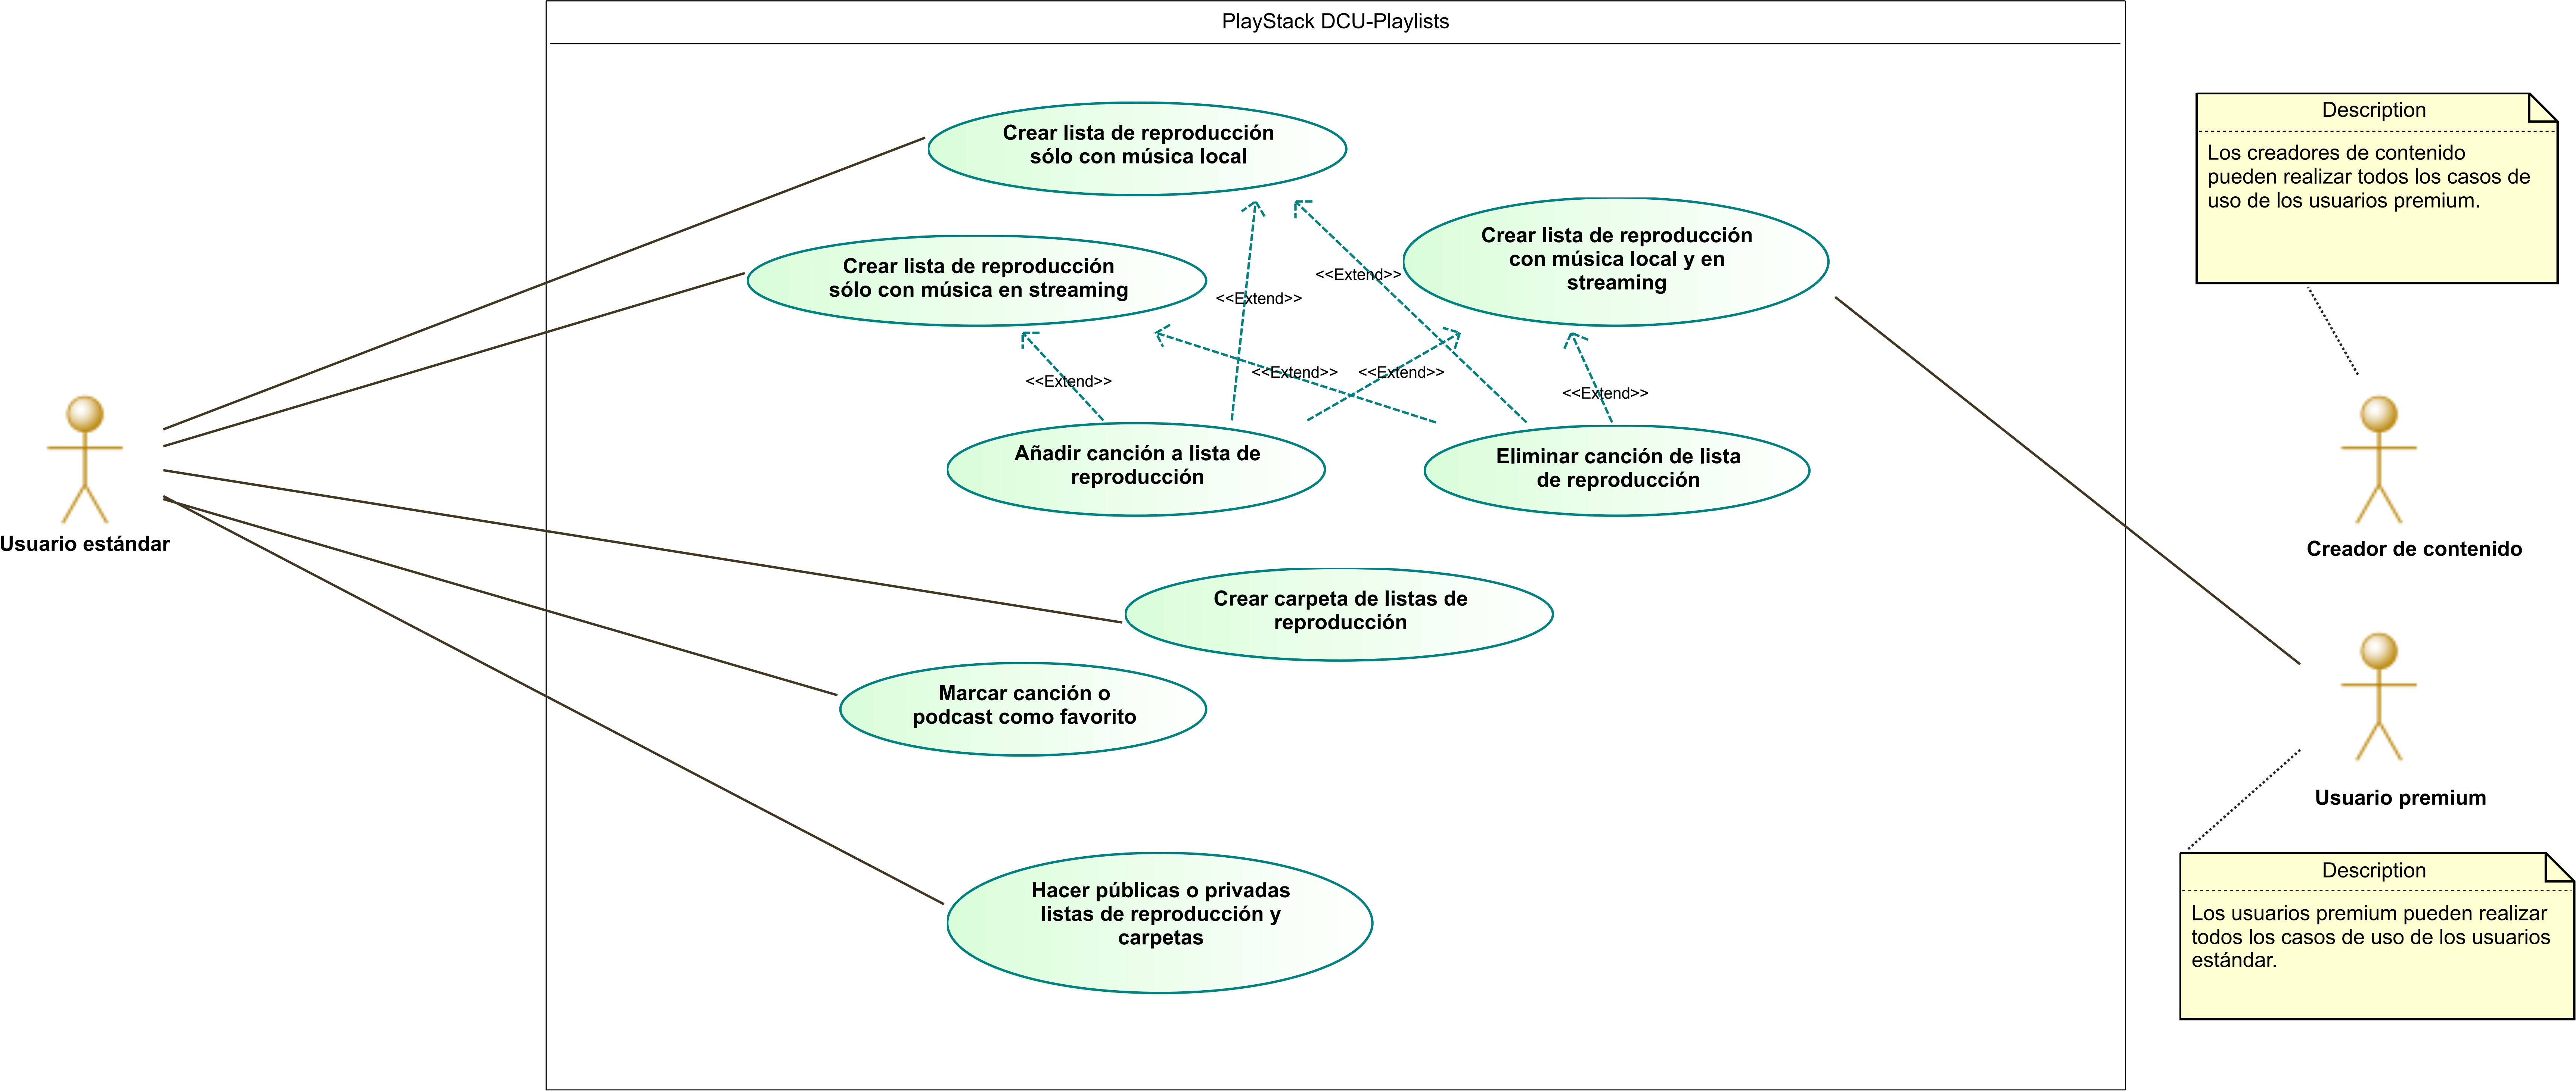 PlayStack DCU-Playlists
Crear lista de reproducción
sólo con música local
Crear lista de reproducción
sólo con música en streaming
Crear lista de reproducción
con música local y en
streaming
<<Extend>>
<<Extend>>
<<Extend>>
<<Extend>>
<<Extend>>
<<Extend>>
Añadir canción a lista de
reproducción
Eliminar canción de lista
de reproducción
Usuario estándar
Crear carpeta de listas de
reproducción
Marcar canción o
podcast como favorito
Hacer públicas o privadas
listas de reproducción y
carpetas
Description
Los creadores de contenido
pueden realizar todos los casos de
uso de los usuarios premium.
Creador de contenido
Usuario premium
Description
Los usuarios premium pueden realizar
todos los casos de uso de los usuarios
estándar.